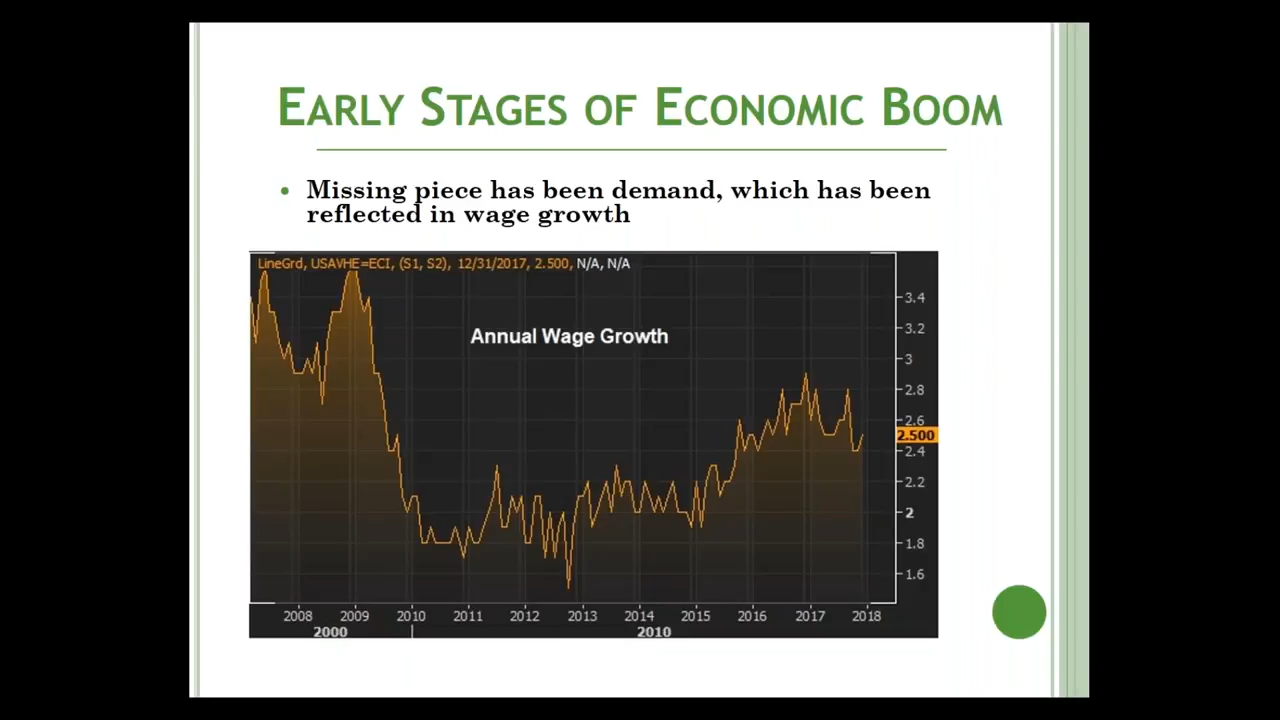 EARLY STAGES OF ECONOMIC BOOM
• Missing piece has been demand, which has been
reflected in wage growth
LineGrd, USAVHE=ECI, (S1, S2), 12/31/2017, 2.500, N/A, N/A
Annual Wage Growth
3.4
3.2
3
2.8
2.6
2.500
2.4
2.2
2
1.8
1.6
2008 2009 2010 2011 2012 2013 2014 2015 2016 2017 2018
2000 2010